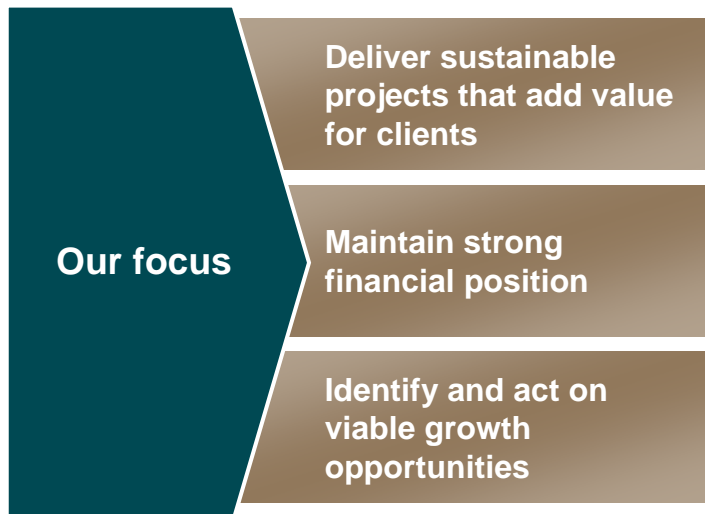 Our focus
Deliver sustainable
projects that add value
for clients
Maintain strong
financial position
Identify and act on
viable growth
opportunities